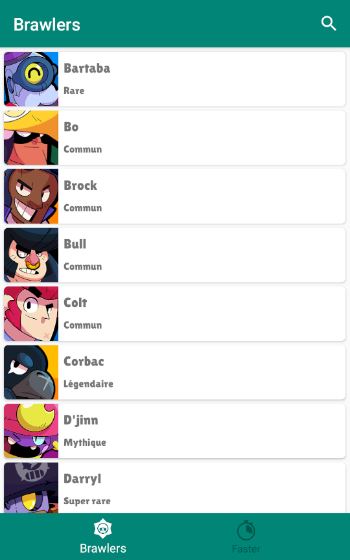 Brawlers
Bartaba
Rare
Bo
Commun
Brock
Commun
Bull
Commun
Colt
Commun
Corbac
Légendaire
D'jinn
Mythique
Darryl
Super rare
Brawlers
Faster